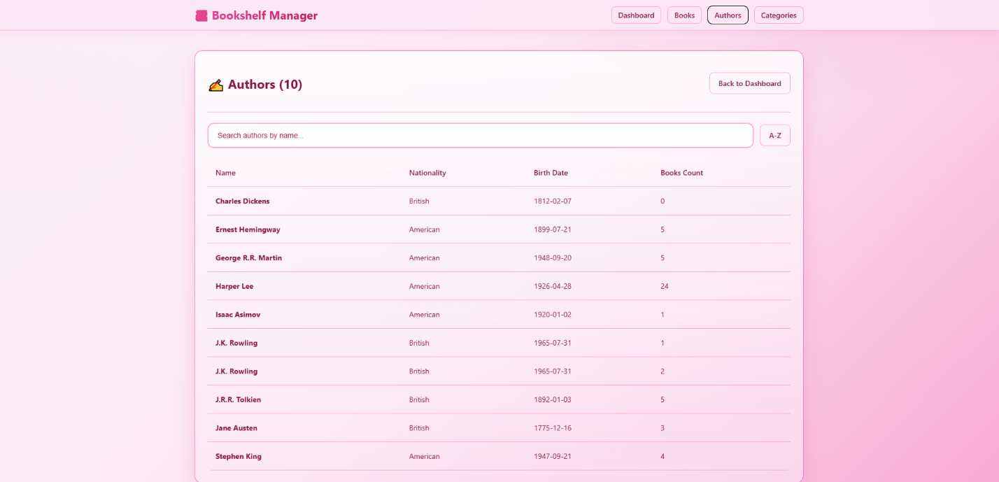 Bookshelf Manager
Dashboard Books Authors Categories
Authors (10)
Back to Dashboard
Search authors by name...
A-Z
Name Nationality Birth Date Books Count
Charles Dickens British 1812-02-07 0
Ernest Hemingway American 1899-07-21 5
George R.R. Martin American 1948-09-20 5
Harper Lee American 1926-04-28 24
Isaac Asimov American 1920-01-02 1
J.K. Rowling British 1965-07-31 1
J.K. Rowling British 1965-07-31 2
J.R.R. Tolkien British 1892-01-03 5
Jane Austen British 1775-12-16 3
Stephen King American 1947-09-21 4